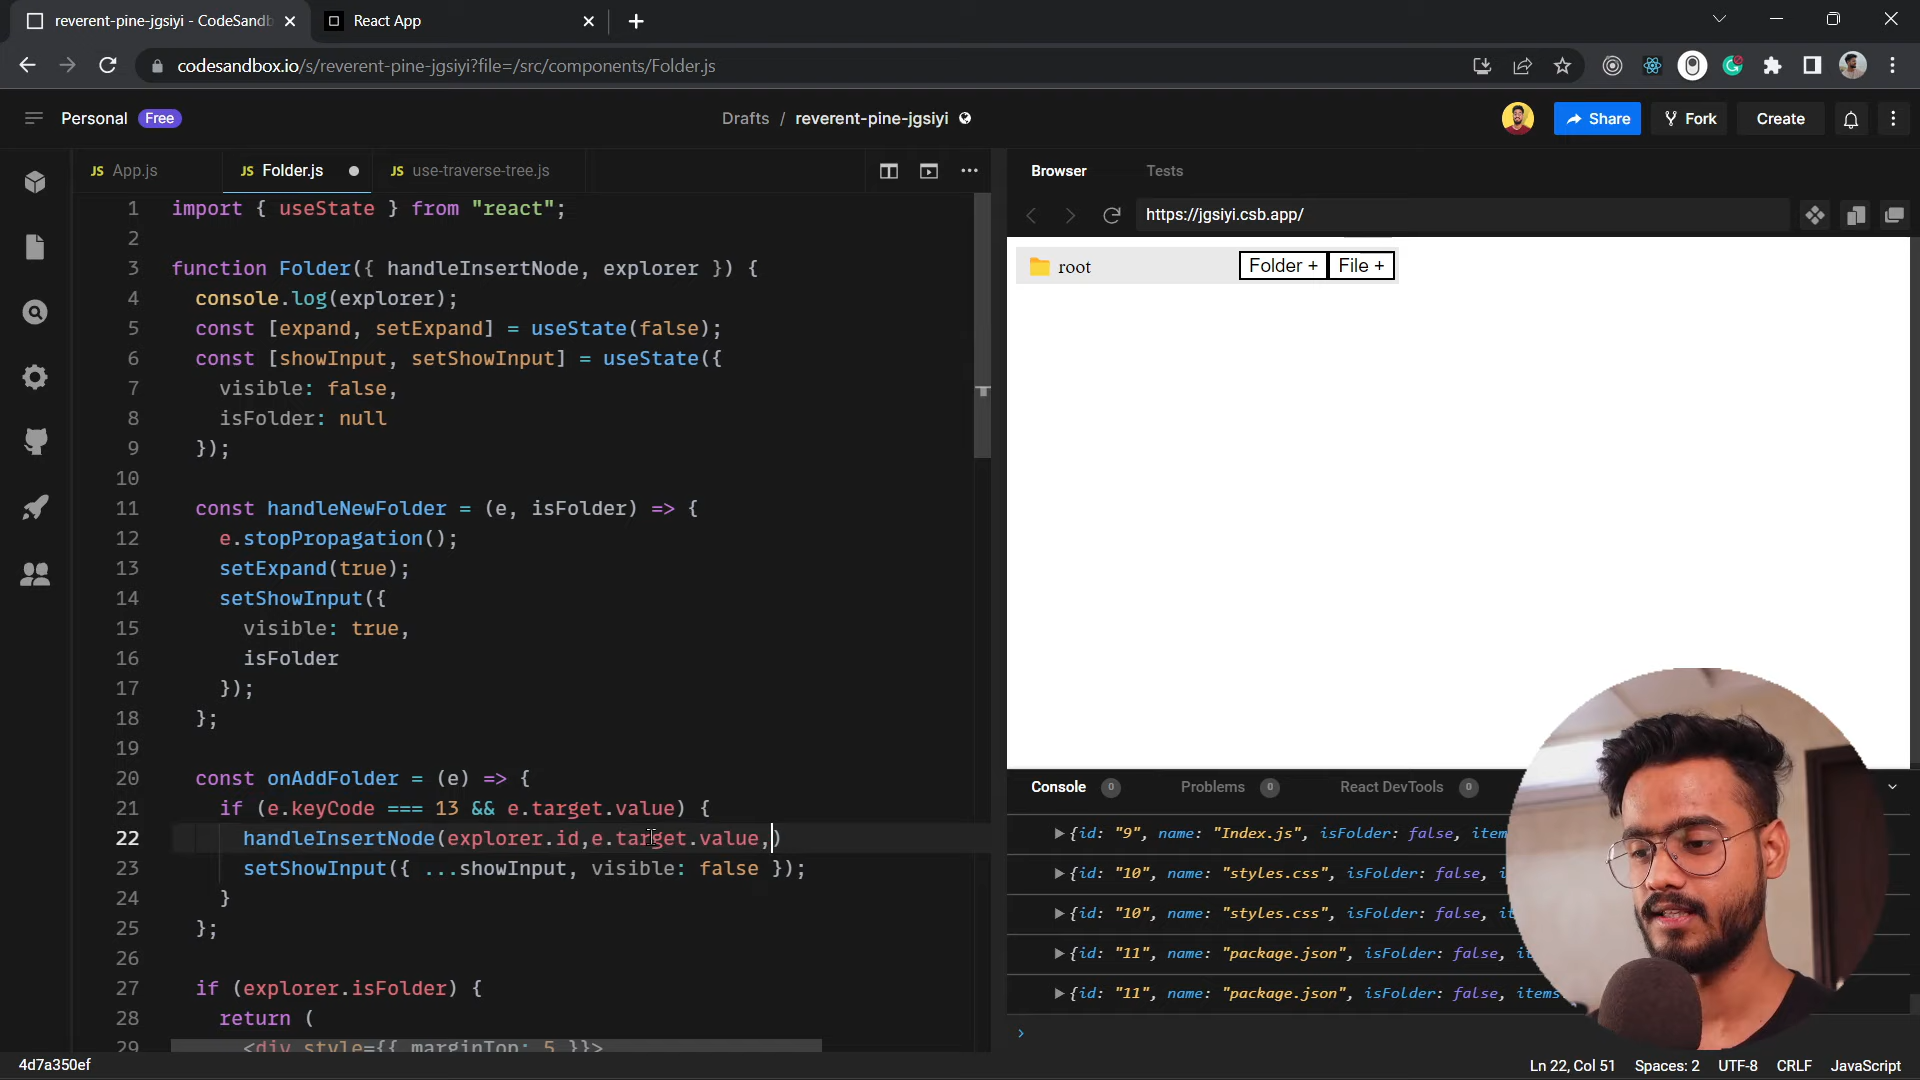 reverent-pine-jgsiyi - CodeSandb
React App
codesandbox.io/s/reverent-pine-jgsiyi?file=/src/components/Folder.js
Personal Free
Drafts / reverent-pine-jgsiyi
Share
Fork
Create
JS App.js
JS Folder.js
JS use-traverse-tree.js
1 import { useState } from "react";
2
3 function Folder({ handleInsertNode, explorer }) {
4 console.log(explorer);
5 const [expand, setExpand] = useState(false);
6 const [showInput, setShowInput] = useState({
7 visible: false,
8 isFolder: null
9 });
10
11 const handleNewFolder = (e, isFolder) => {
12 e.stopPropagation();
13 setExpand(true);
14 setShowInput({
15 visible: true,
16 isFolder
17 });
18 };
19
20 const onAddFolder = (e) => {
21 if (e.keyCode === 13 && e.target.value) {
22 handleInsertNode(explorer.id,e.target.value,)
23 setShowInput({ ...showInput, visible: false });
24 }
25 };
26
27 if (explorer.isFolder) {
28 return (
29 <div style={{ marginTop: 5 }}>
Browser
Tests
https://jgsiyi.csb.app/
root
Folder +
File +
Console 0
Problems 0
React DevTools 0
{id: "9", name: "Index.js", isFolder: false, item
{id: "10", name: "styles.css", isFolder: false, i
{id: "10", name: "styles.css", isFolder: false, it
{id: "11", name: "package.json", isFolder: false, it
{id: "11", name: "package.json", isFolder: false, items
4d7a350ef
Ln 22, Col 51
Spaces: 2
UTF-8
CRLF
JavaScript